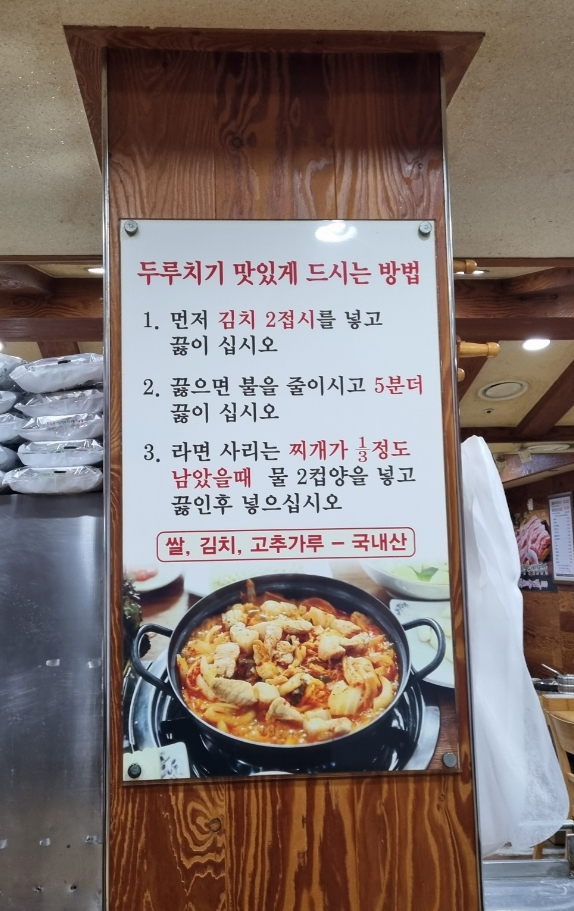 두루치기 맛있게 드시는 방법
1. 먼저 김치 2접시를 넣고
끓이 십시오
2. 끓으면 불을 줄이시고 5분더
끓이 십시오
3. 라면 사리는 찌개가 1/3정도
남았을때 물 2컵양을 넣고
끓인후 넣으십시오
쌀, 김치, 고추가루 – 국내산